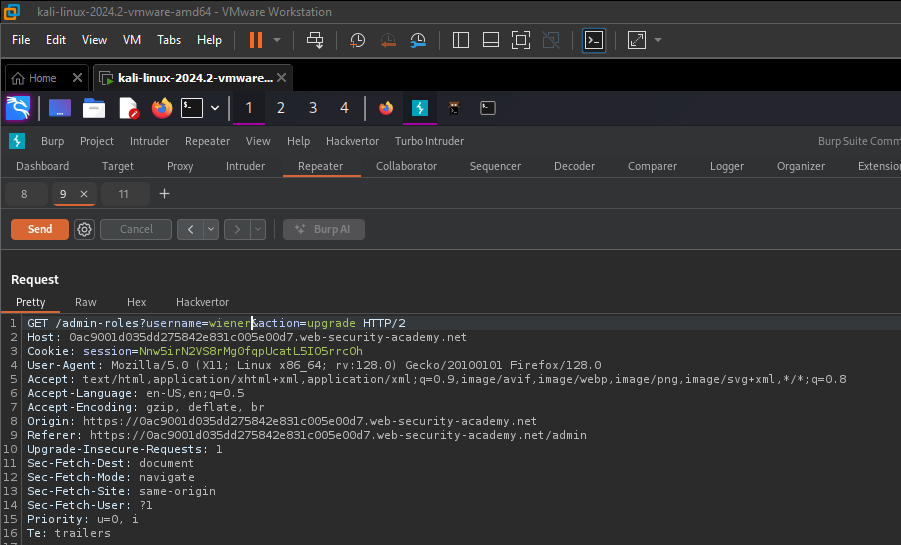 kali-linux-2024.2-vmware-amd64 - VMware Workstation
File Edit View VM Tabs Help
Home kali-linux-2024.2-vmware...
1 2 3 4
Burp Project Intruder Repeater View Help Hackvertor Turbo Intruder Burp Suite Comm
Dashboard Target Proxy Intruder Repeater Collaborator Sequencer Decoder Comparer Logger Organizer Extension
8 9 × 11 +
Send Cancel < > Burp AI
Request
Pretty Raw Hex Hackvertor
1 GET /admin-roles?username=wiener&action=upgrade HTTP/2
2 Host: 0ac9001d035dd275842e831c005e00d7.web-security-academy.net
3 Cookie: session=Nnw5irN2VS8rMg0fqpUcatL5IO5rrcOh
4 User-Agent: Mozilla/5.0 (X11; Linux x86_64; rv:128.0) Gecko/20100101 Firefox/128.0
5 Accept: text/html,application/xhtml+xml,application/xml;q=0.9,image/avif,image/webp,image/png,image/svg+xml,*/*;q=0.8
6 Accept-Language: en-US,en;q=0.5
7 Accept-Encoding: gzip, deflate, br
8 Origin: https://0ac9001d035dd275842e831c005e00d7.web-security-academy.net
9 Referer: https://0ac9001d035dd275842e831c005e00d7.web-security-academy.net/admin
10 Upgrade-Insecure-Requests: 1
11 Sec-Fetch-Dest: document
12 Sec-Fetch-Mode: navigate
13 Sec-Fetch-Site: same-origin
14 Sec-Fetch-User: ?1
15 Priority: u=0, i
16 Te: trailers